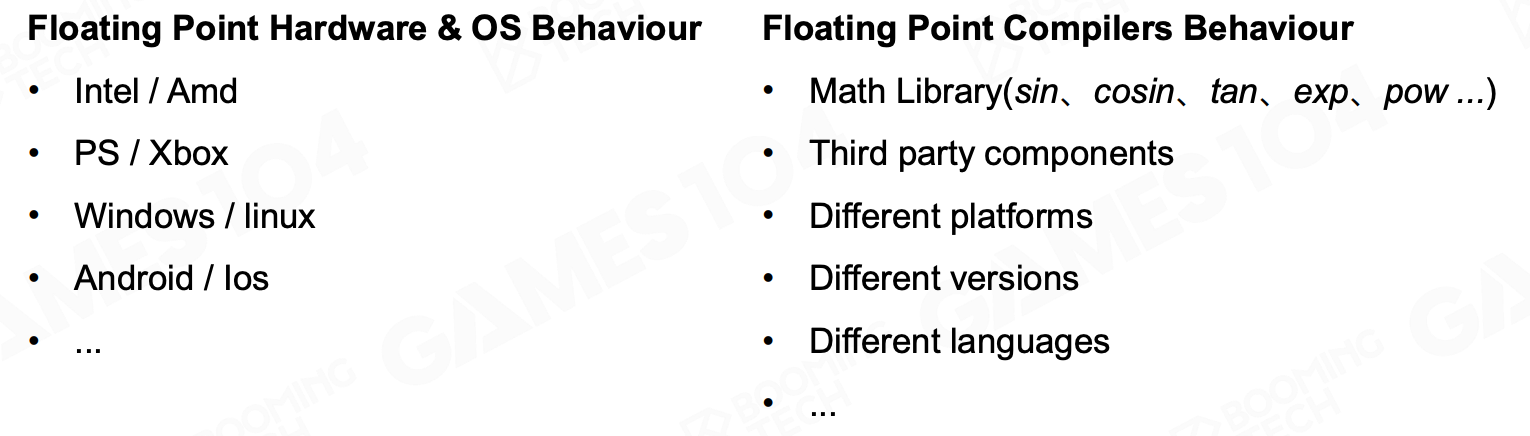 Floating Point Hardware & OS Behaviour
• Intel / Amd
• PS / Xbox
• Windows / linux
• Android / Ios
• ...
Floating Point Compilers Behaviour
• Math Library(sin、cosin、tan、exp、pow ...)
• Third party components
• Different platforms
• Different versions
• Different languages
• ...
GAMES104
BOOMING TECH